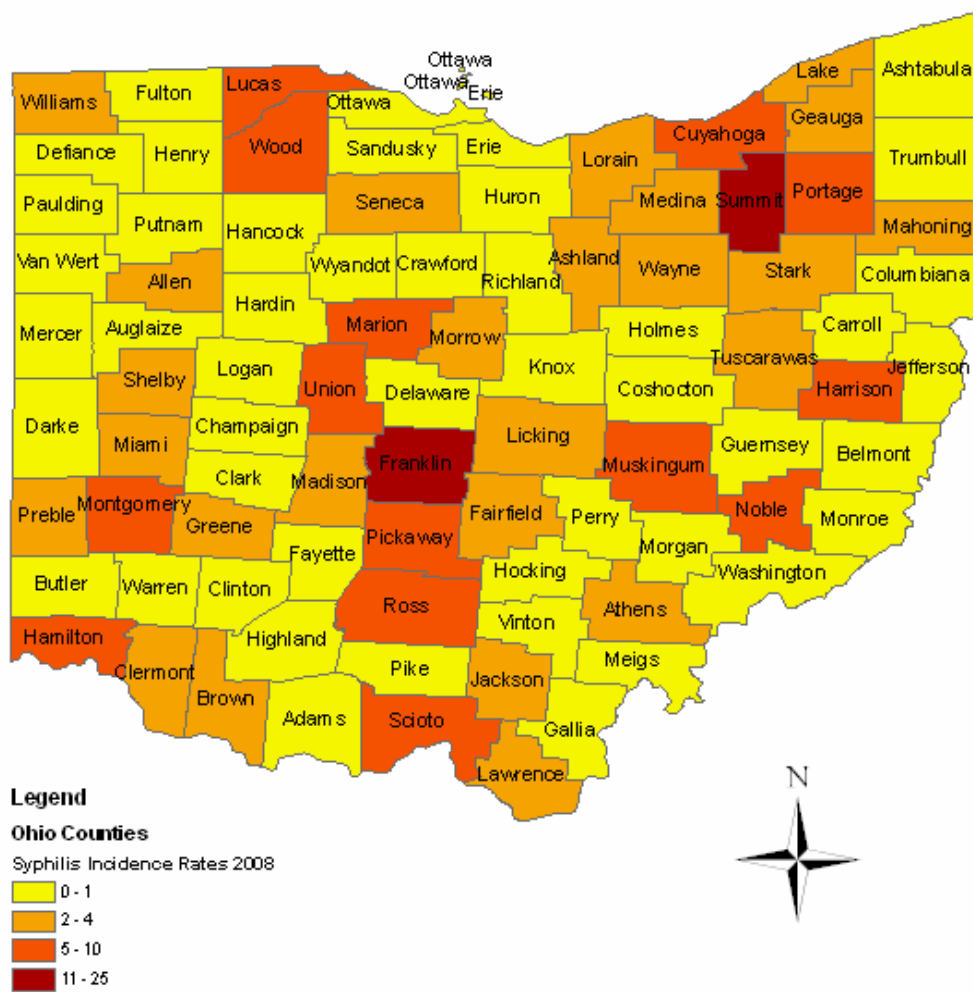 Ottawa
Ottawa
Erie
Lake
Ashtabula
Williams
Fulton
Lucas
Ottawa
Geauga
Cuyahoga
Defiance
Henry
Wood
Sandusky
Erie
Lorain
Trumbull
Paulding
Seneca
Huron
Medina
Summit
Portage
Putnam
Hancock
Mahoning
Van Wert
Allen
Wyandot
Crawford
Richland
Ashland
Wayne
Stark
Columbiana
Hardin
Mercer
Auglaize
Marion
Morrow
Holmes
Carroll
Tuscarawas
Jefferson
Shelby
Logan
Union
Delaware
Knox
Coshocton
Harrison
Darke
Champaign
Miami
Licking
Guernsey
Belmont
Clark
Madison
Franklin
Muskingum
Montgomery
Preble
Greene
Fairfield
Perry
Noble
Monroe
Pickaway
Fayette
Morgan
Hocking
Washington
Butler
Warren
Clinton
Ross
Athens
Vinton
Hamilton
Highland
Meigs
Clermont
Pike
Jackson
Brown
Adams
Scioto
Gallia
Lawrence
N
Legend
Ohio Counties
Syphilis Incidence Rates 2008
0 - 1
2 - 4
5 - 10
11 - 25